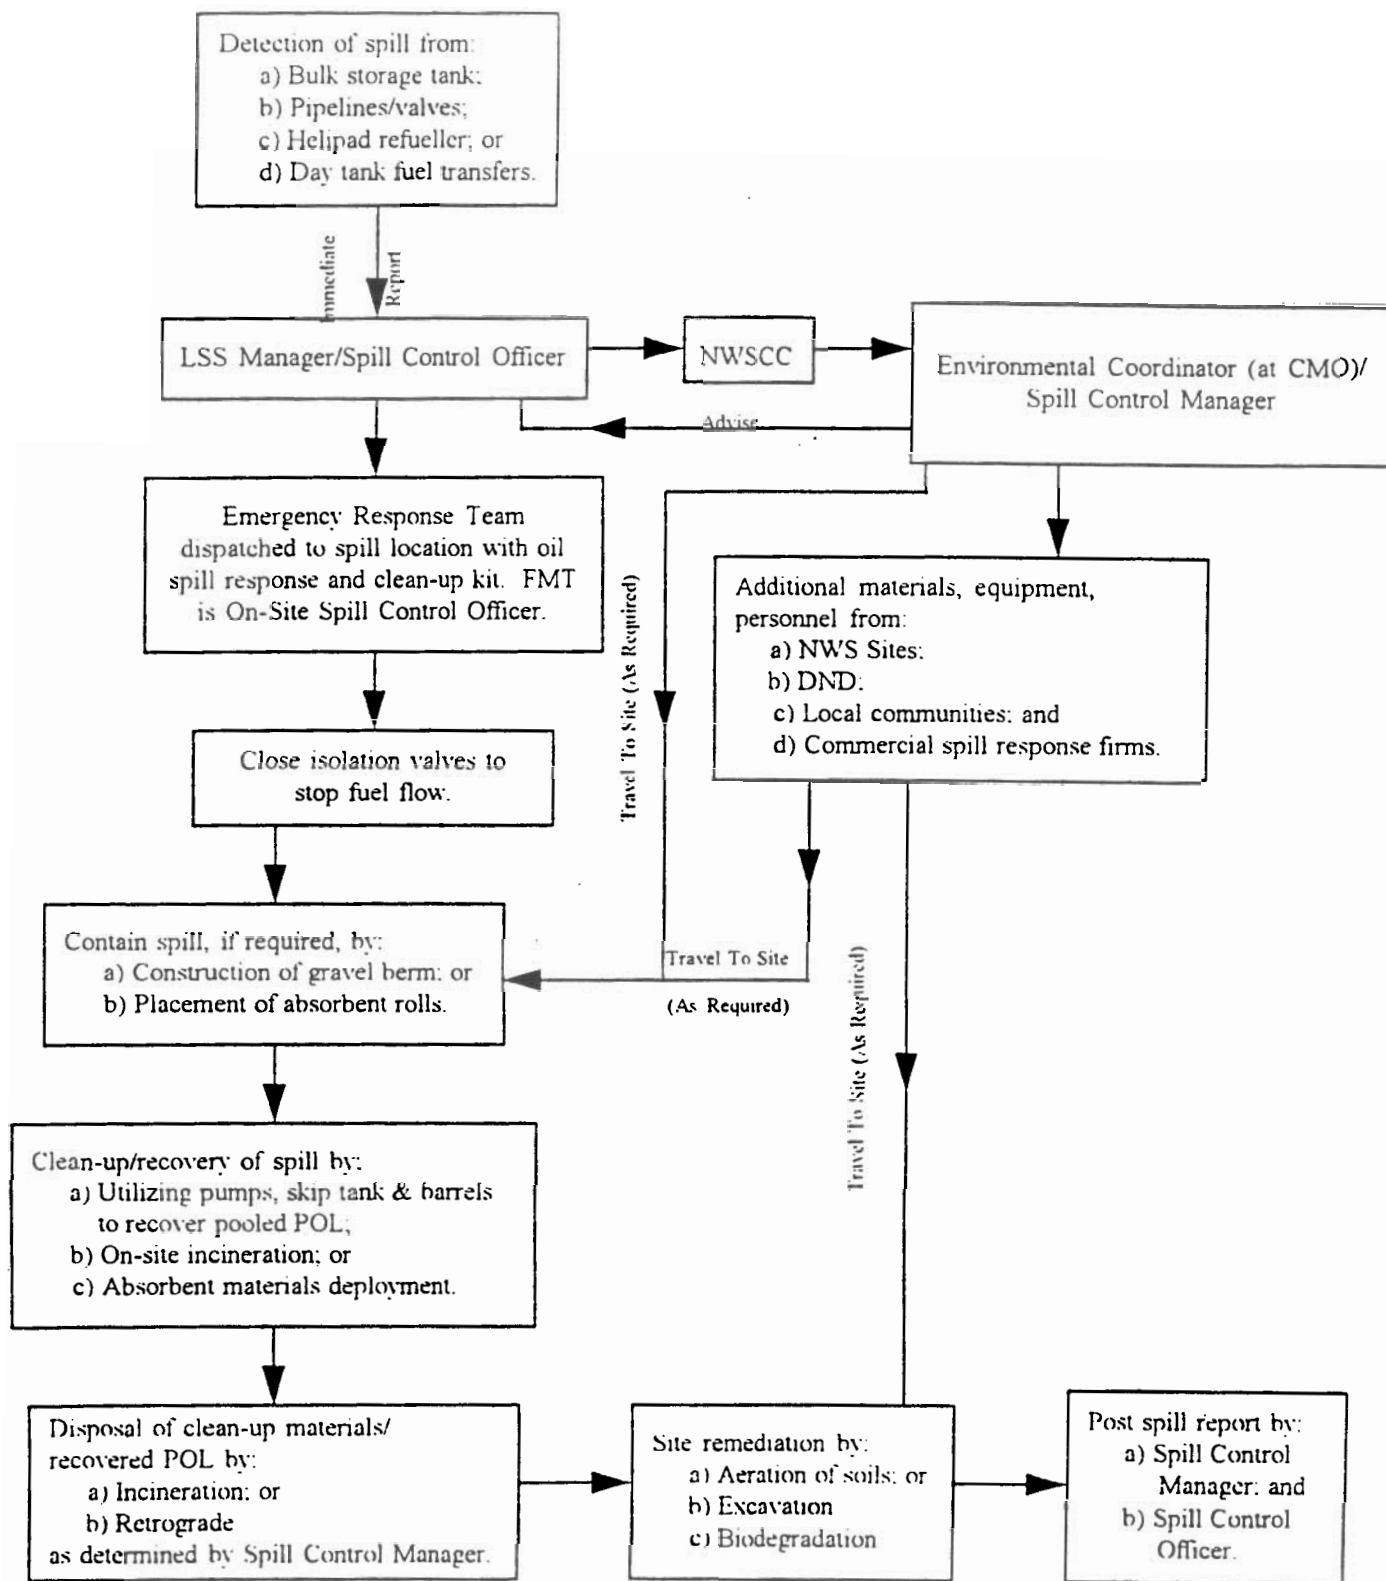 Detection of spill from:
a) Bulk storage tank;
b) Pipelines/valves;
c) Helipad refueller; or
d) Day tank fuel transfers.
Immediate
Report
LSS Manager/Spill Control Officer
NWSCC
Environmental Coordinator (at CMO)/
Spill Control Manager
Advise
Emergency Response Team
dispatched to spill location with oil
spill response and clean-up kit. FMT
is On-Site Spill Control Officer.
Travel To Site (As Required)
Additional materials, equipment,
personnel from:
a) NWS Sites;
b) DND;
c) Local communities; and
d) Commercial spill response firms.
Close isolation valves to
stop fuel flow.
Contain spill, if required, by:
a) Construction of gravel berm; or
b) Placement of absorbent rolls.
Travel To Site
(As Required)
Travel To Site (As Required)
Clean-up/recovery of spill by:
a) Utilizing pumps, skip tank & barrels
to recover pooled POL;
b) On-site incineration; or
c) Absorbent materials deployment.
Disposal of clean-up materials/
recovered POL by:
a) Incineration; or
b) Retrograde
as determined by Spill Control Manager.
Site remediation by:
a) Aeration of soils; or
b) Excavation
c) Biodegradation
Post spill report by:
a) Spill Control
Manager; and
b) Spill Control
Officer.